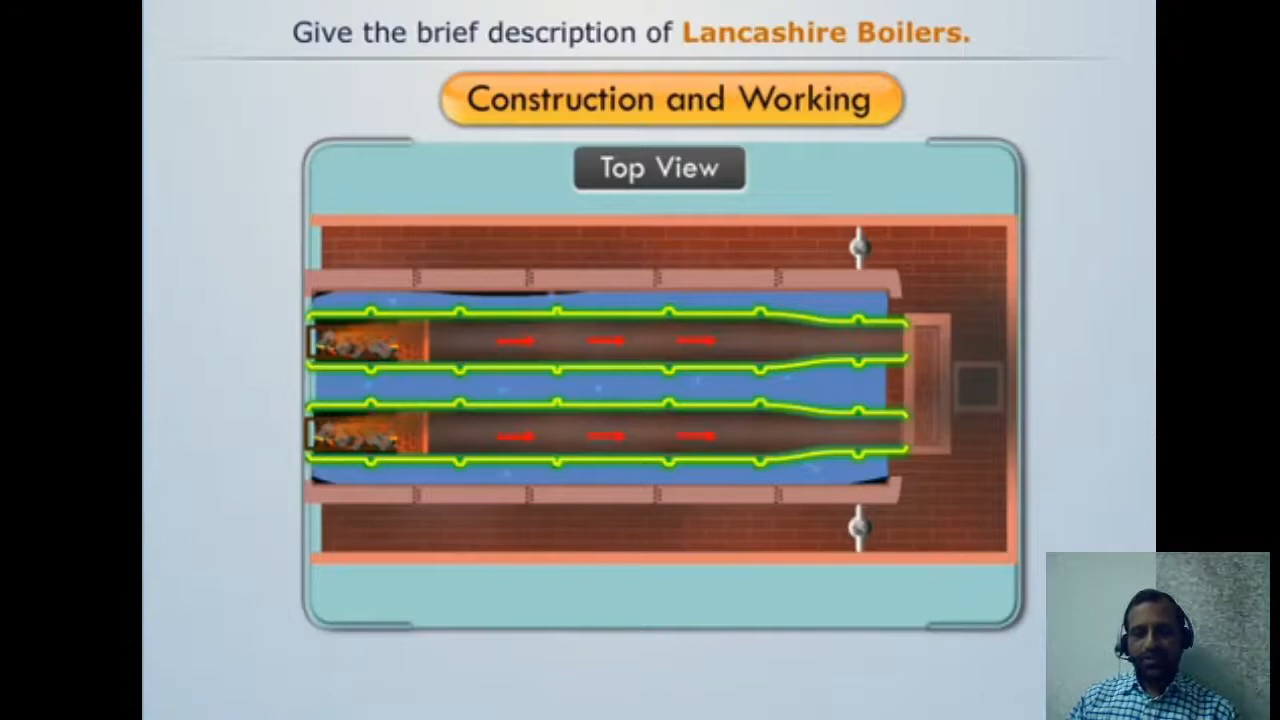 Give the brief description of Lancashire Boilers.
Construction and Working
Top View